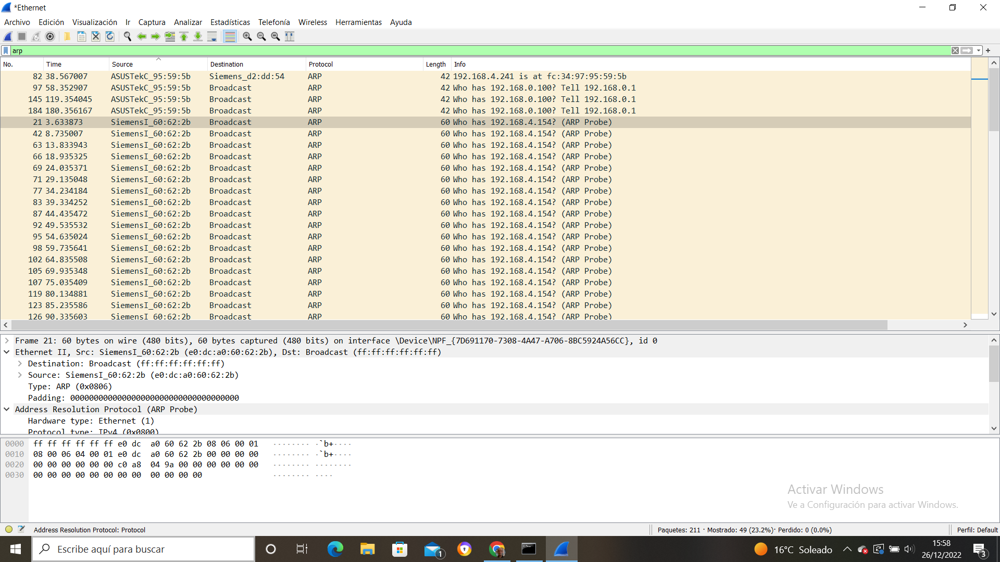 *Ethernet
Archivo Edición Visualización Ir Captura Analizar Estadísticas Telefonía Wireless Herramientas Ayuda
arp
No. Time Source Destination Protocol Length Info
82 38.567007 ASUSTekC_95:59:5b Siemens_d2:dd:54 ARP 42 192.168.4.241 is at fc:34:97:95:59:5b
97 58.352907 ASUSTekC_95:59:5b Broadcast ARP 42 Who has 192.168.0.100? Tell 192.168.0.1
145 119.354045 ASUSTekC_95:59:5b Broadcast ARP 42 Who has 192.168.0.100? Tell 192.168.0.1
184 180.356167 ASUSTekC_95:59:5b Broadcast ARP 42 Who has 192.168.0.100? Tell 192.168.0.1
21 3.633873 SiemensI_60:62:2b Broadcast ARP 60 Who has 192.168.4.154? (ARP Probe)
42 8.735007 SiemensI_60:62:2b Broadcast ARP 60 Who has 192.168.4.154? (ARP Probe)
63 13.833943 SiemensI_60:62:2b Broadcast ARP 60 Who has 192.168.4.154? (ARP Probe)
66 18.935325 SiemensI_60:62:2b Broadcast ARP 60 Who has 192.168.4.154? (ARP Probe)
69 24.035371 SiemensI_60:62:2b Broadcast ARP 60 Who has 192.168.4.154? (ARP Probe)
71 29.135048 SiemensI_60:62:2b Broadcast ARP 60 Who has 192.168.4.154? (ARP Probe)
77 34.234184 SiemensI_60:62:2b Broadcast ARP 60 Who has 192.168.4.154? (ARP Probe)
83 39.334252 SiemensI_60:62:2b Broadcast ARP 60 Who has 192.168.4.154? (ARP Probe)
87 44.435472 SiemensI_60:62:2b Broadcast ARP 60 Who has 192.168.4.154? (ARP Probe)
92 49.535532 SiemensI_60:62:2b Broadcast ARP 60 Who has 192.168.4.154? (ARP Probe)
95 54.635024 SiemensI_60:62:2b Broadcast ARP 60 Who has 192.168.4.154? (ARP Probe)
98 59.735641 SiemensI_60:62:2b Broadcast ARP 60 Who has 192.168.4.154? (ARP Probe)
102 64.835508 SiemensI_60:62:2b Broadcast ARP 60 Who has 192.168.4.154? (ARP Probe)
105 69.935348 SiemensI_60:62:2b Broadcast ARP 60 Who has 192.168.4.154? (ARP Probe)
107 75.035409 SiemensI_60:62:2b Broadcast ARP 60 Who has 192.168.4.154? (ARP Probe)
119 80.134881 SiemensI_60:62:2b Broadcast ARP 60 Who has 192.168.4.154? (ARP Probe)
123 85.235586 SiemensI_60:62:2b Broadcast ARP 60 Who has 192.168.4.154? (ARP Probe)
126 90.335603 SiemensI_60:62:2b Broadcast ARP 60 Who has 192.168.4.154? (ARP Probe)
Frame 21: 60 bytes on wire (480 bits), 60 bytes captured (480 bits) on interface \Device\NPF_{7D691170-7308-4A47-A706-8BC5924A56CC}, id 0
Ethernet II, Src: SiemensI_60:62:2b (e0:dc:a0:60:62:2b), Dst: Broadcast (ff:ff:ff:ff:ff:ff)
Destination: Broadcast (ff:ff:ff:ff:ff:ff)
Source: SiemensI_60:62:2b (e0:dc:a0:60:62:2b)
Type: ARP (0x0806)
Padding: 000000000000000000000000000000000000
Address Resolution Protocol (ARP Probe)
Hardware type: Ethernet (1)
Protocol type: IPv4 (0x0800)
0000 ff ff ff ff ff ff e0 dc a0 60 62 2b 08 06 00 01 ········ ·`b+····
0010 08 00 06 04 00 01 e0 dc a0 60 62 2b 00 00 00 00 ········ ·`b+····
0020 00 00 00 00 00 00 c0 a8 04 9a 00 00 00 00 00 00 ········ ········
0030 00 00 00 00 00 00 00 00 00 00 00 00 ········ ····
Activar Windows
Ve a Configuración para activar Windows.
Address Resolution Protocol: Protocol
Paquetes: 211 · Mostrado: 49 (23.2%)· Perdido: 0 (0.0%)
Perfil: Default
Escribe aquí para buscar
1
16°C Soleado
15:58
26/12/2022
3